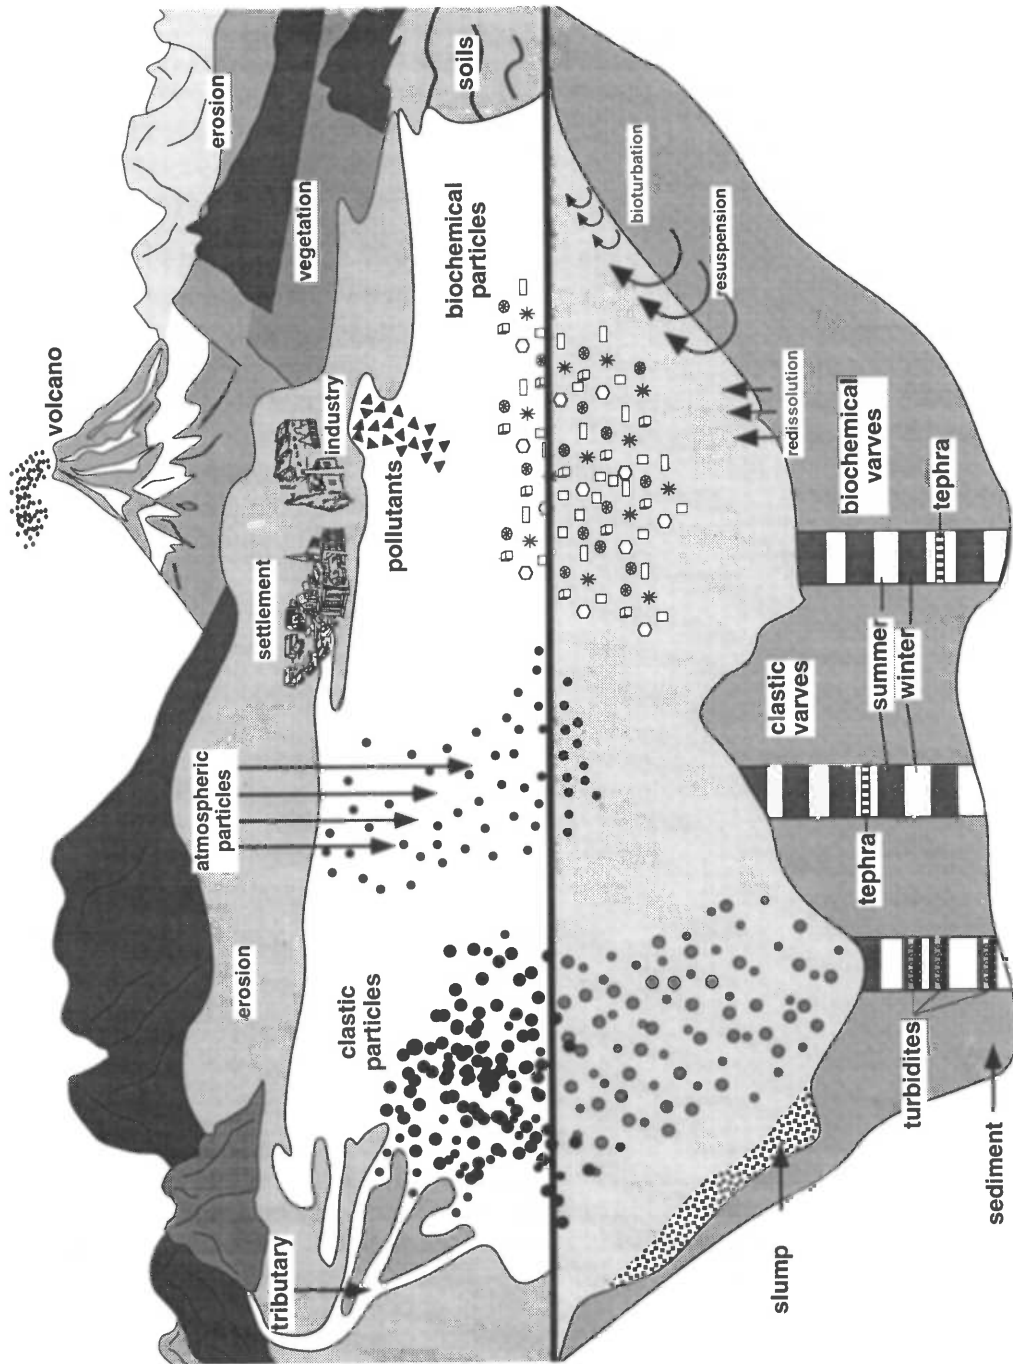 volcano
erosion
soils
vegetation
biochemical
particles
industry
pollutants
settlement
atmospheric
particles
erosion
clastic
particles
tributary
bioturbation
esuspension
redissolution
biochemical
varves
tephra
summer
winter
clastic
varves
tephra
turbidites
sediment
slump